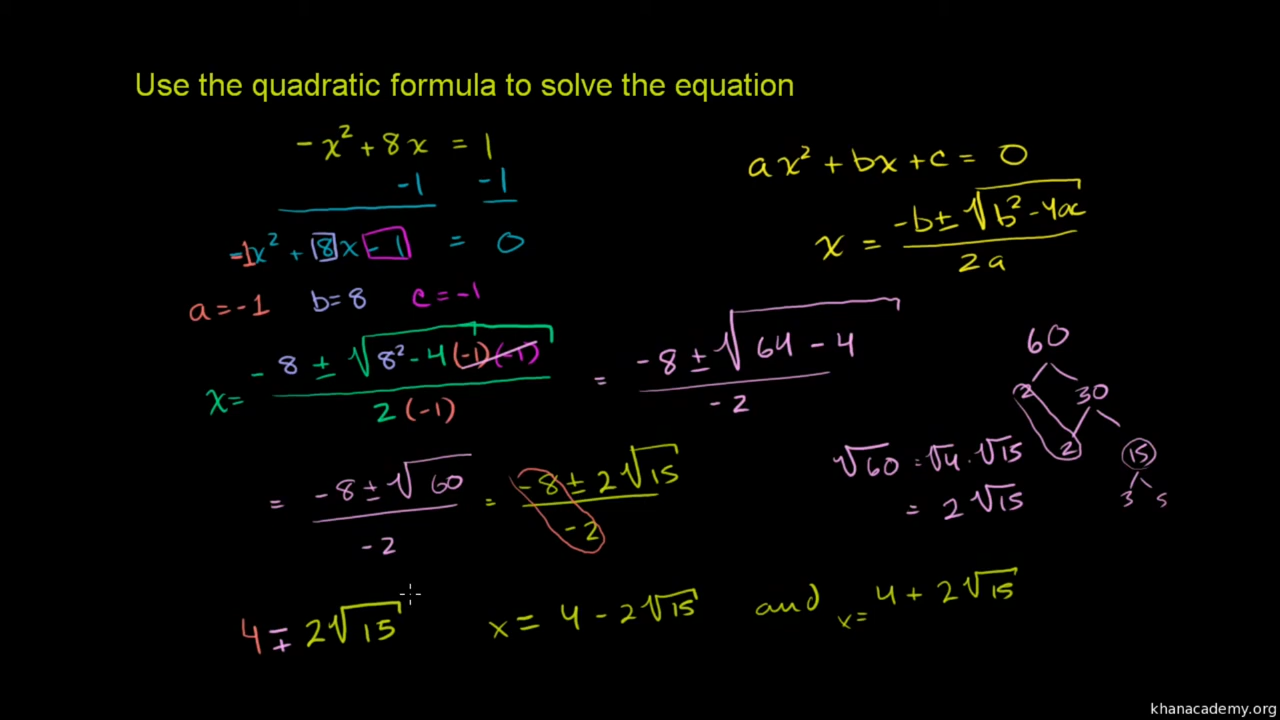 Use the quadratic formula to solve the equation
-x² + 8x = 1
-1 -1
-1x² + 8x -1 = 0
a = -1 b = 8 c = -1
x = -8 ± √(8² - 4(-1)(-1)) / 2(-1)
= -8 ± √(64 - 4) / -2
= -8 ± √60 / -2
= -8 ± 2√15 / -2
4 ∓ 2√15
x = 4 - 2√15 and x = 4 + 2√15
ax² + bx + c = 0
x = -b ± √(b² - 4ac) / 2a
60
2 30
2 15
3 5
√60 = √4 · √15
= 2√15
khanacademy.org